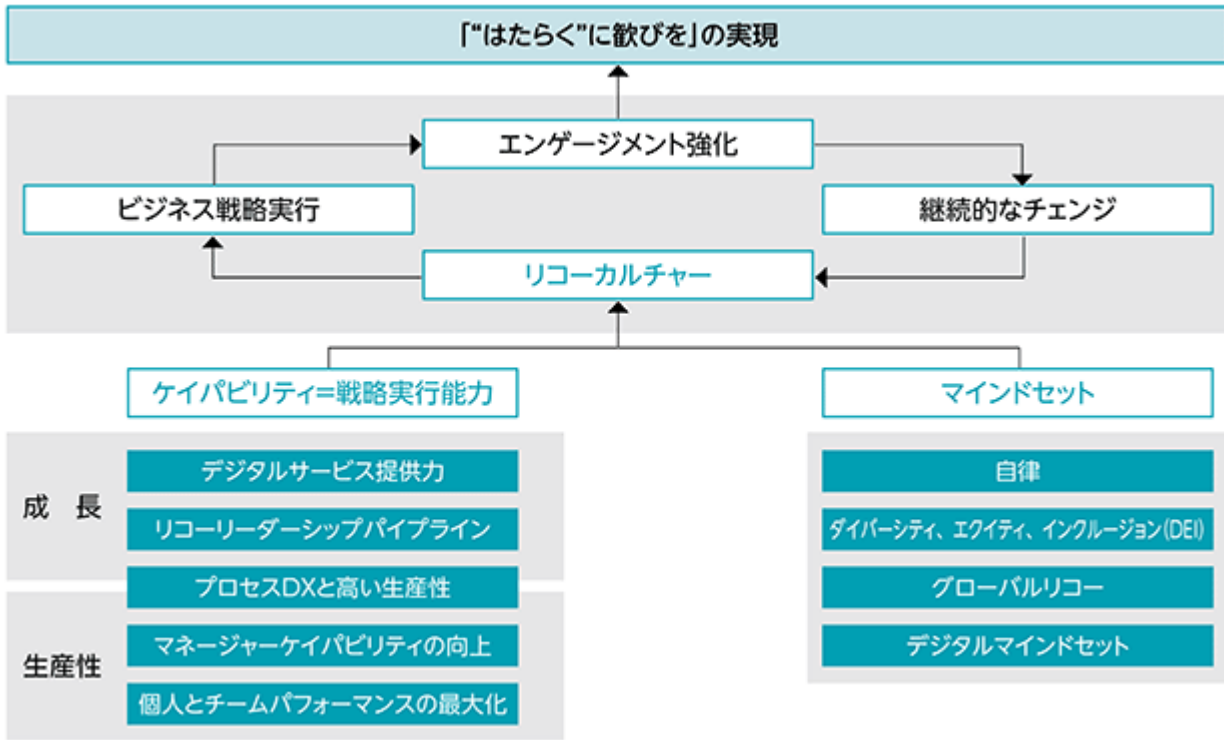 「“はたらく”に歓びを」の実現
エンゲージメント強化
ビジネス戦略実行
継続的なチェンジ
リコーカルチャー
ケイパビリティ＝戦略実行能力
マインドセット
成　長
デジタルサービス提供力
リコーリーダーシップパイプライン
プロセスDXと高い生産性
生産性
マネージャーケイパビリティの向上
個人とチームパフォーマンスの最大化
自律
ダイバーシティ、エクイティ、インクルージョン(DEI)
グローバルリコー
デジタルマインドセット